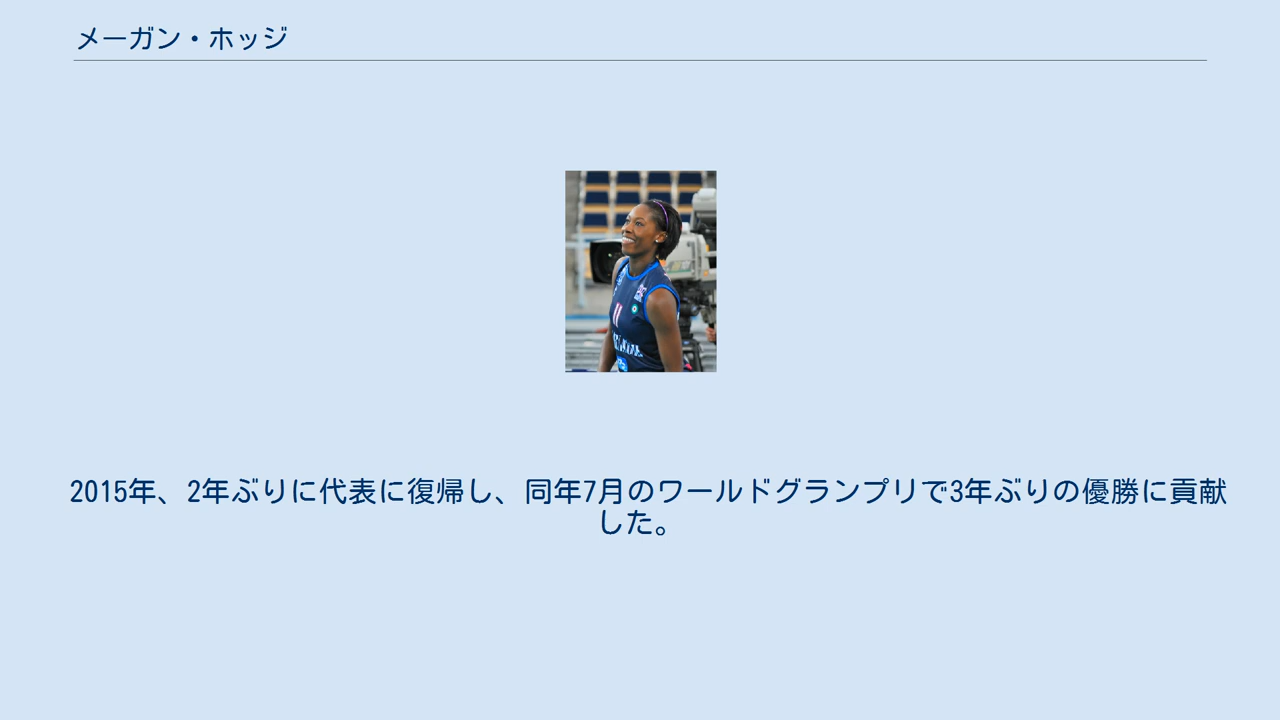 メーガン・ホッジ
11
2015年、2年ぶりに代表に復帰し、同年7月のワールドグランプリで3年ぶりの優勝に貢献
した。